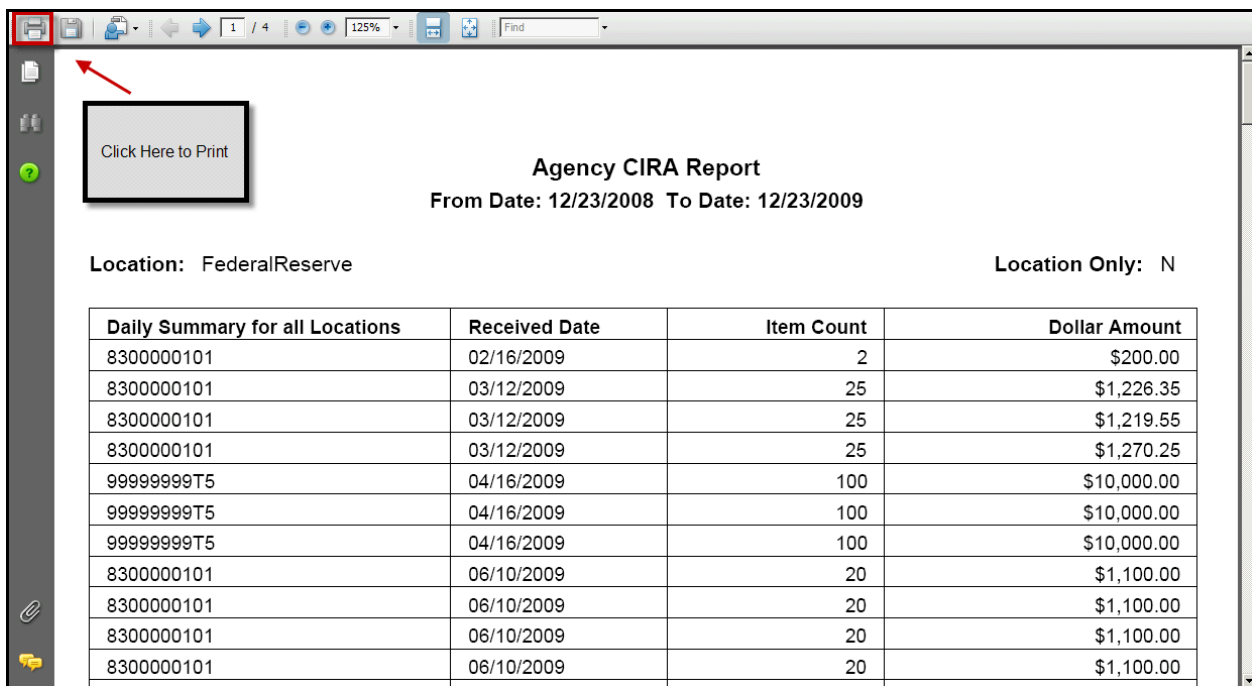 1 / 4 125% Find
Click Here to Print
Agency CIRA Report
From Date: 12/23/2008 To Date: 12/23/2009
Location: FederalReserve Location Only: N
Daily Summary for all Locations Received Date Item Count Dollar Amount
8300000101 02/16/2009 2 $200.00
8300000101 03/12/2009 25 $1,226.35
8300000101 03/12/2009 25 $1,219.55
8300000101 03/12/2009 25 $1,270.25
99999999T5 04/16/2009 100 $10,000.00
99999999T5 04/16/2009 100 $10,000.00
99999999T5 04/16/2009 100 $10,000.00
8300000101 06/10/2009 20 $1,100.00
8300000101 06/10/2009 20 $1,100.00
8300000101 06/10/2009 20 $1,100.00
8300000101 06/10/2009 20 $1,100.00